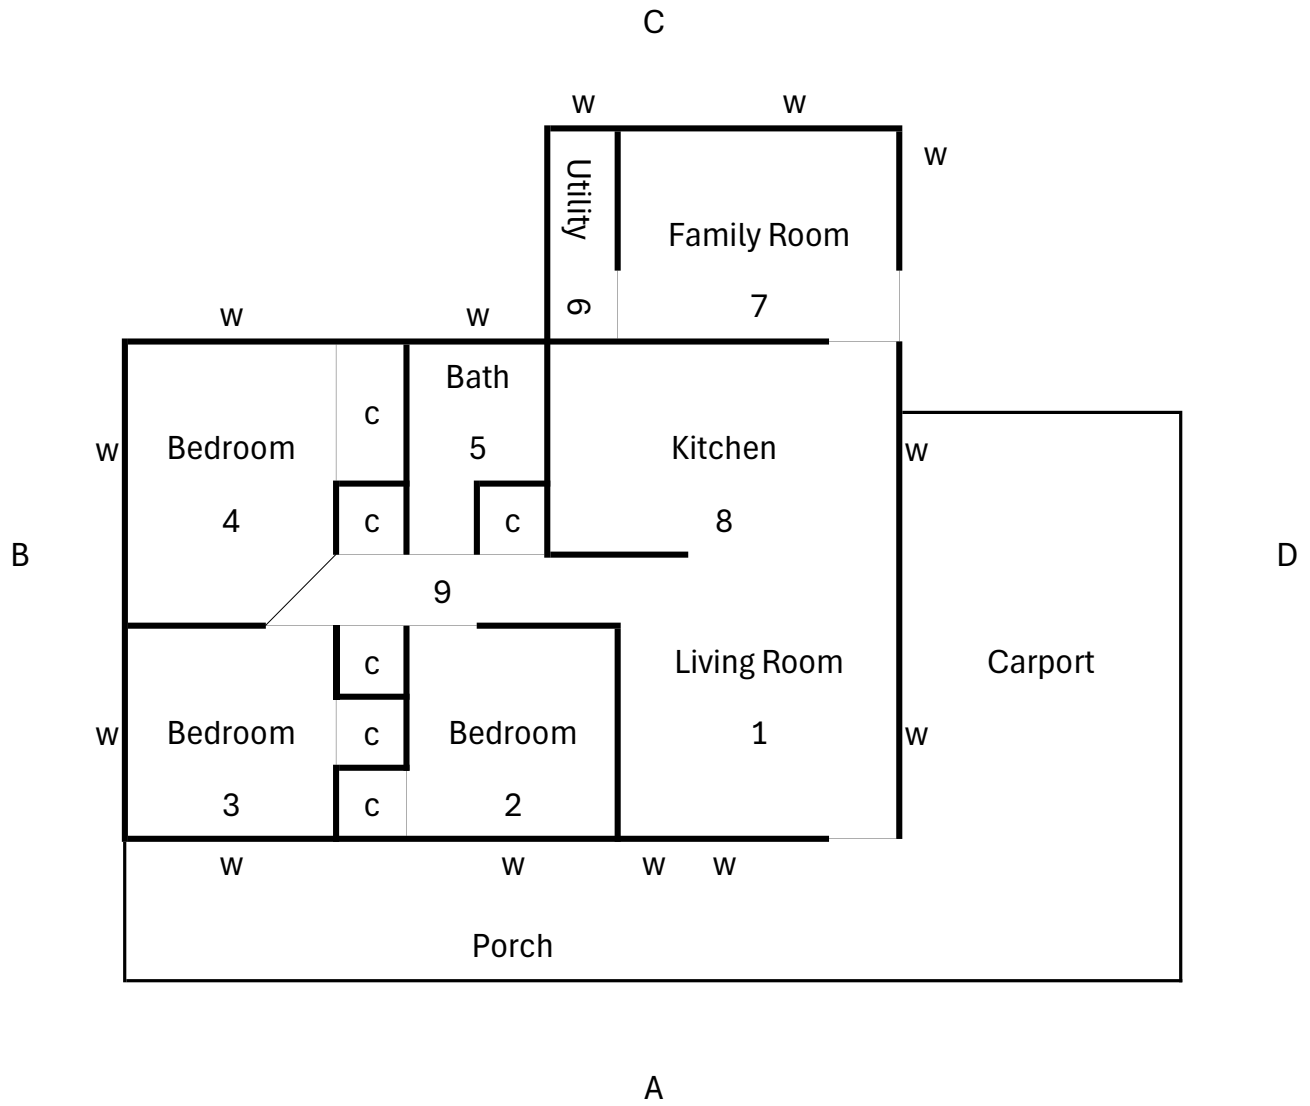 C
w w
w
Utility
Family Room
6 7
w w
Bath
c
w Bedroom 5 Kitchen w
4 c c 8
B D
9
c Living Room Carport
w Bedroom c Bedroom 1 w
3 c 2
w w w w
Porch
A